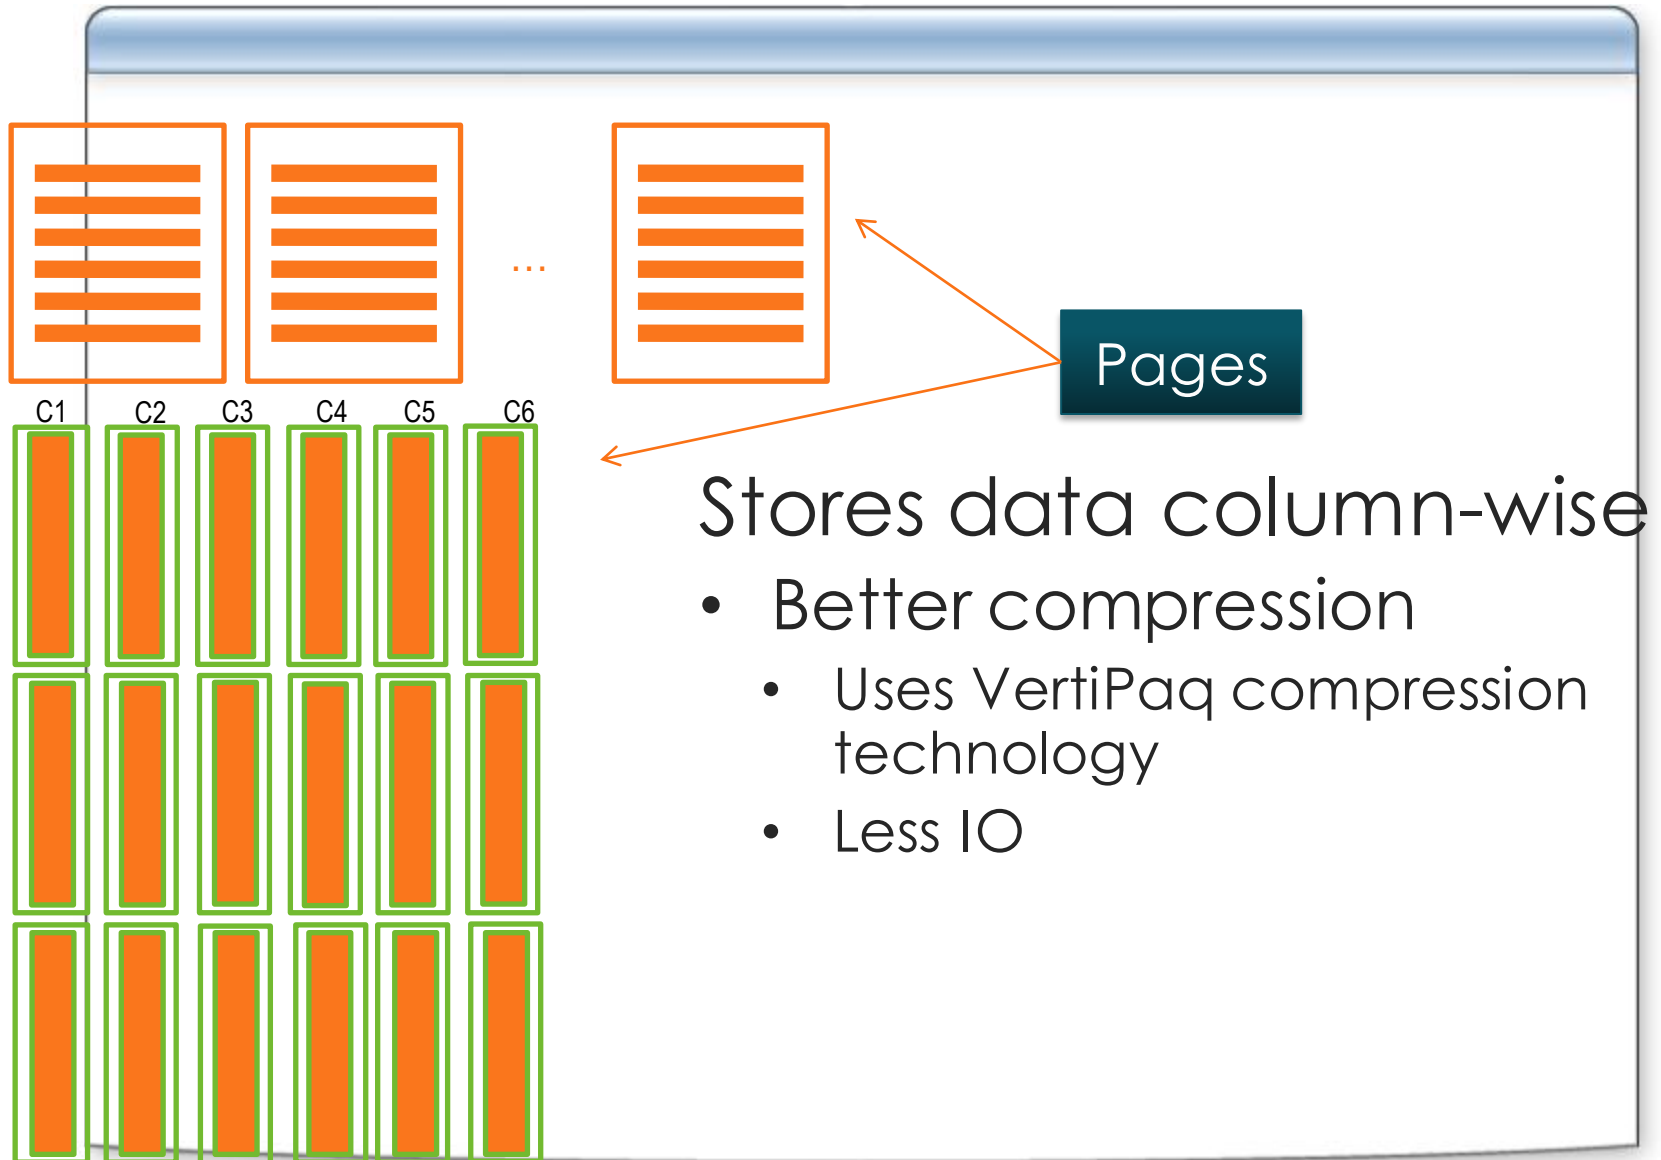 ...
Pages
C1 C2 C3 C4 C5 C6
Stores data column-wise
• Better compression
• Uses VertiPaq compression
technology
• Less IO